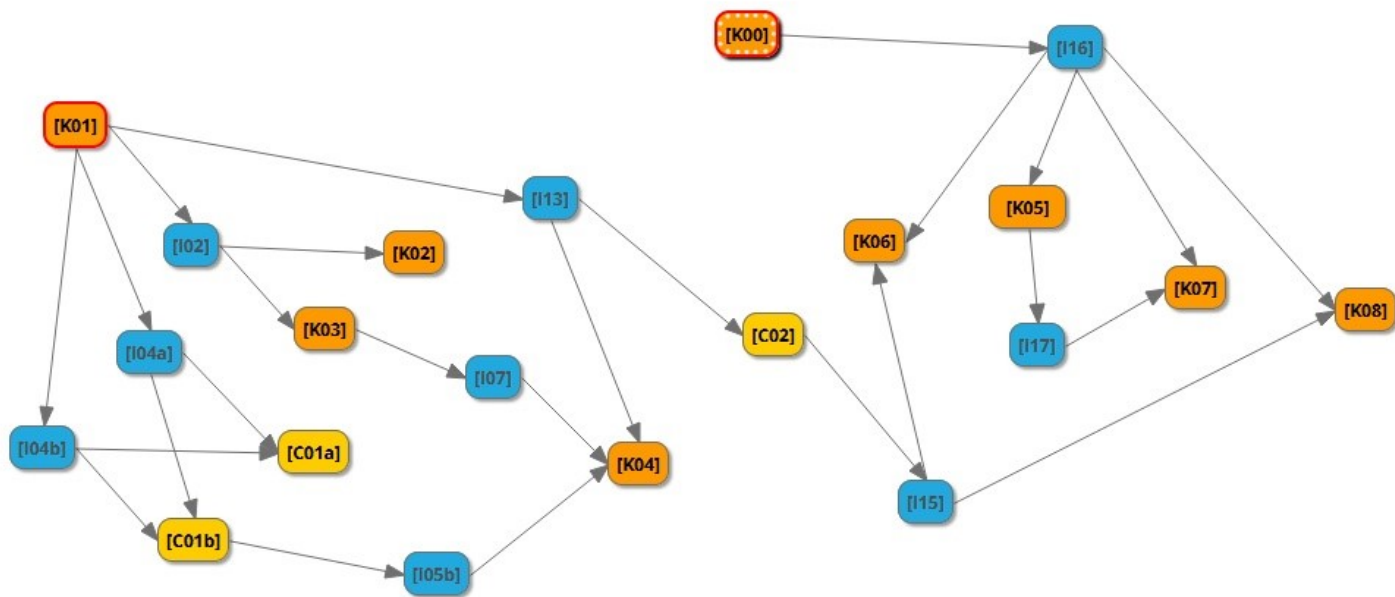 [K00]
[I16]
[K01]
[I13]
[K05]
[I02]
[K02]
[K06]
[K07]
[K08]
[K03]
[C02]
[I17]
[I04a]
[I07]
[I04b]
[C01a]
[K04]
[I15]
[C01b]
[I05b]